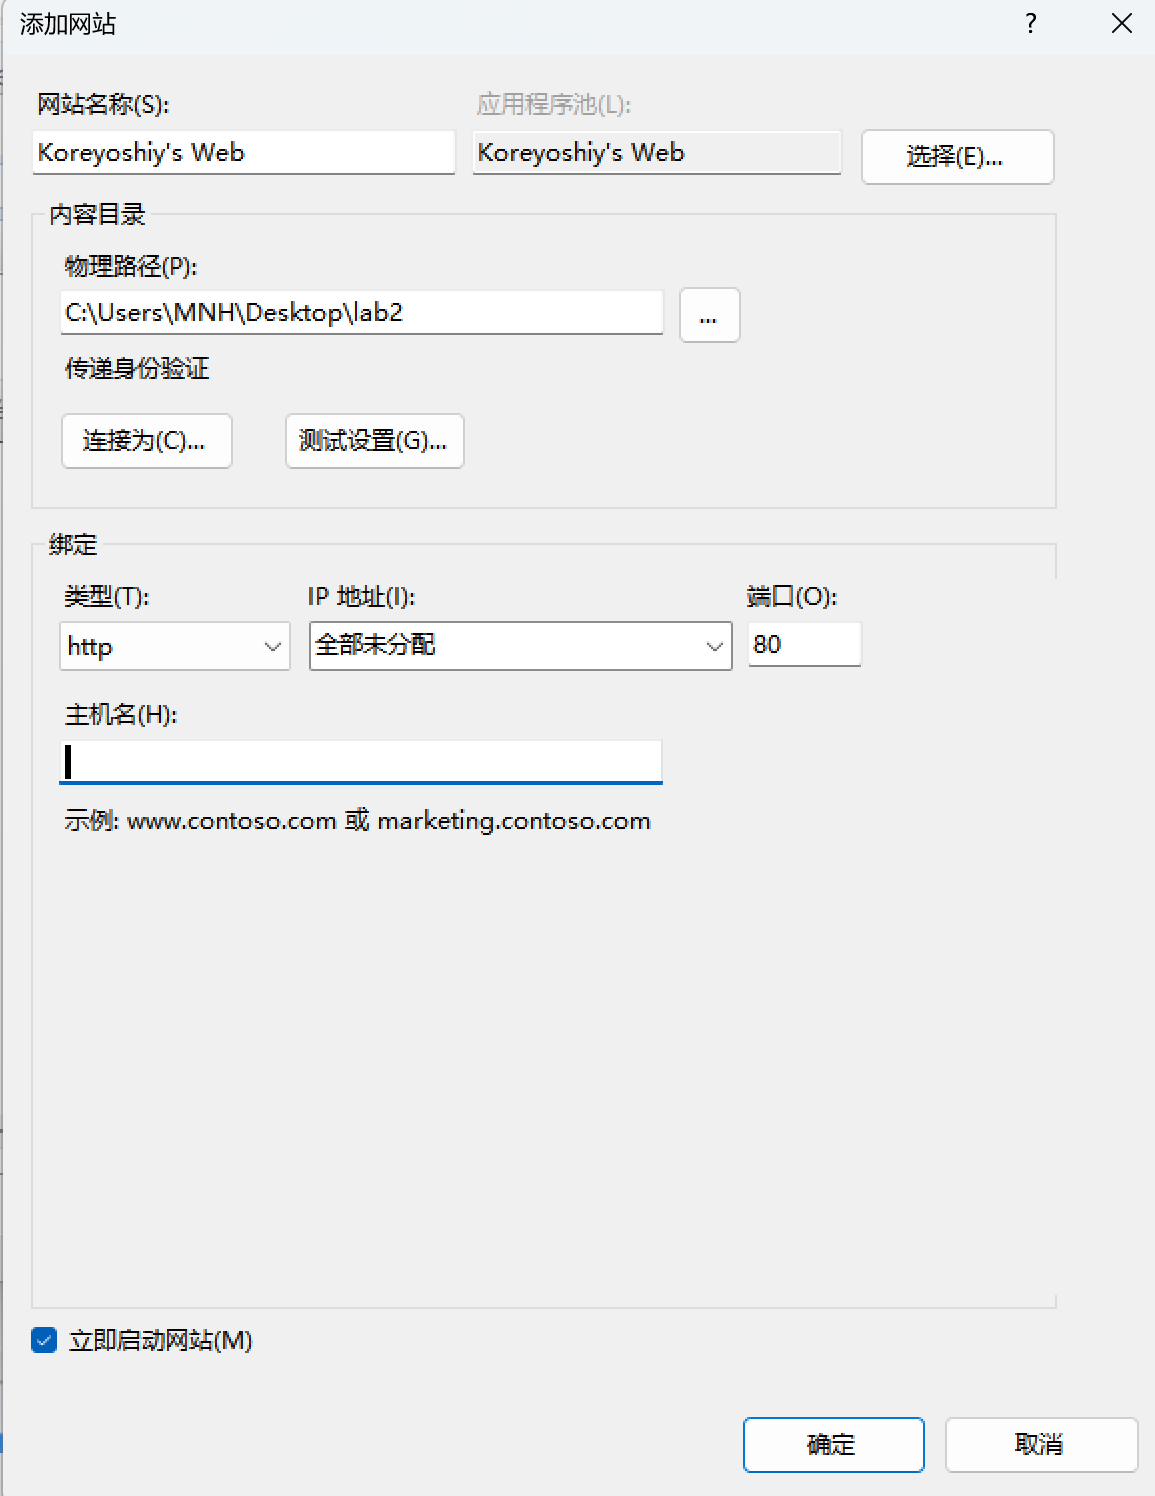 添加网站
?
网站名称(S):
应用程序池(L):
Koreyoshiy's Web
Koreyoshiy's Web
选择(E)...
内容目录
物理路径(P):
C:\Users\MNH\Desktop\lab2
...
传递身份验证
连接为(C)...
测试设置(G)...
绑定
类型(T):
IP 地址(I):
端口(O):
http
全部未分配
80
主机名(H):
示例: www.contoso.com 或 marketing.contoso.com
立即启动网站(M)
确定
取消